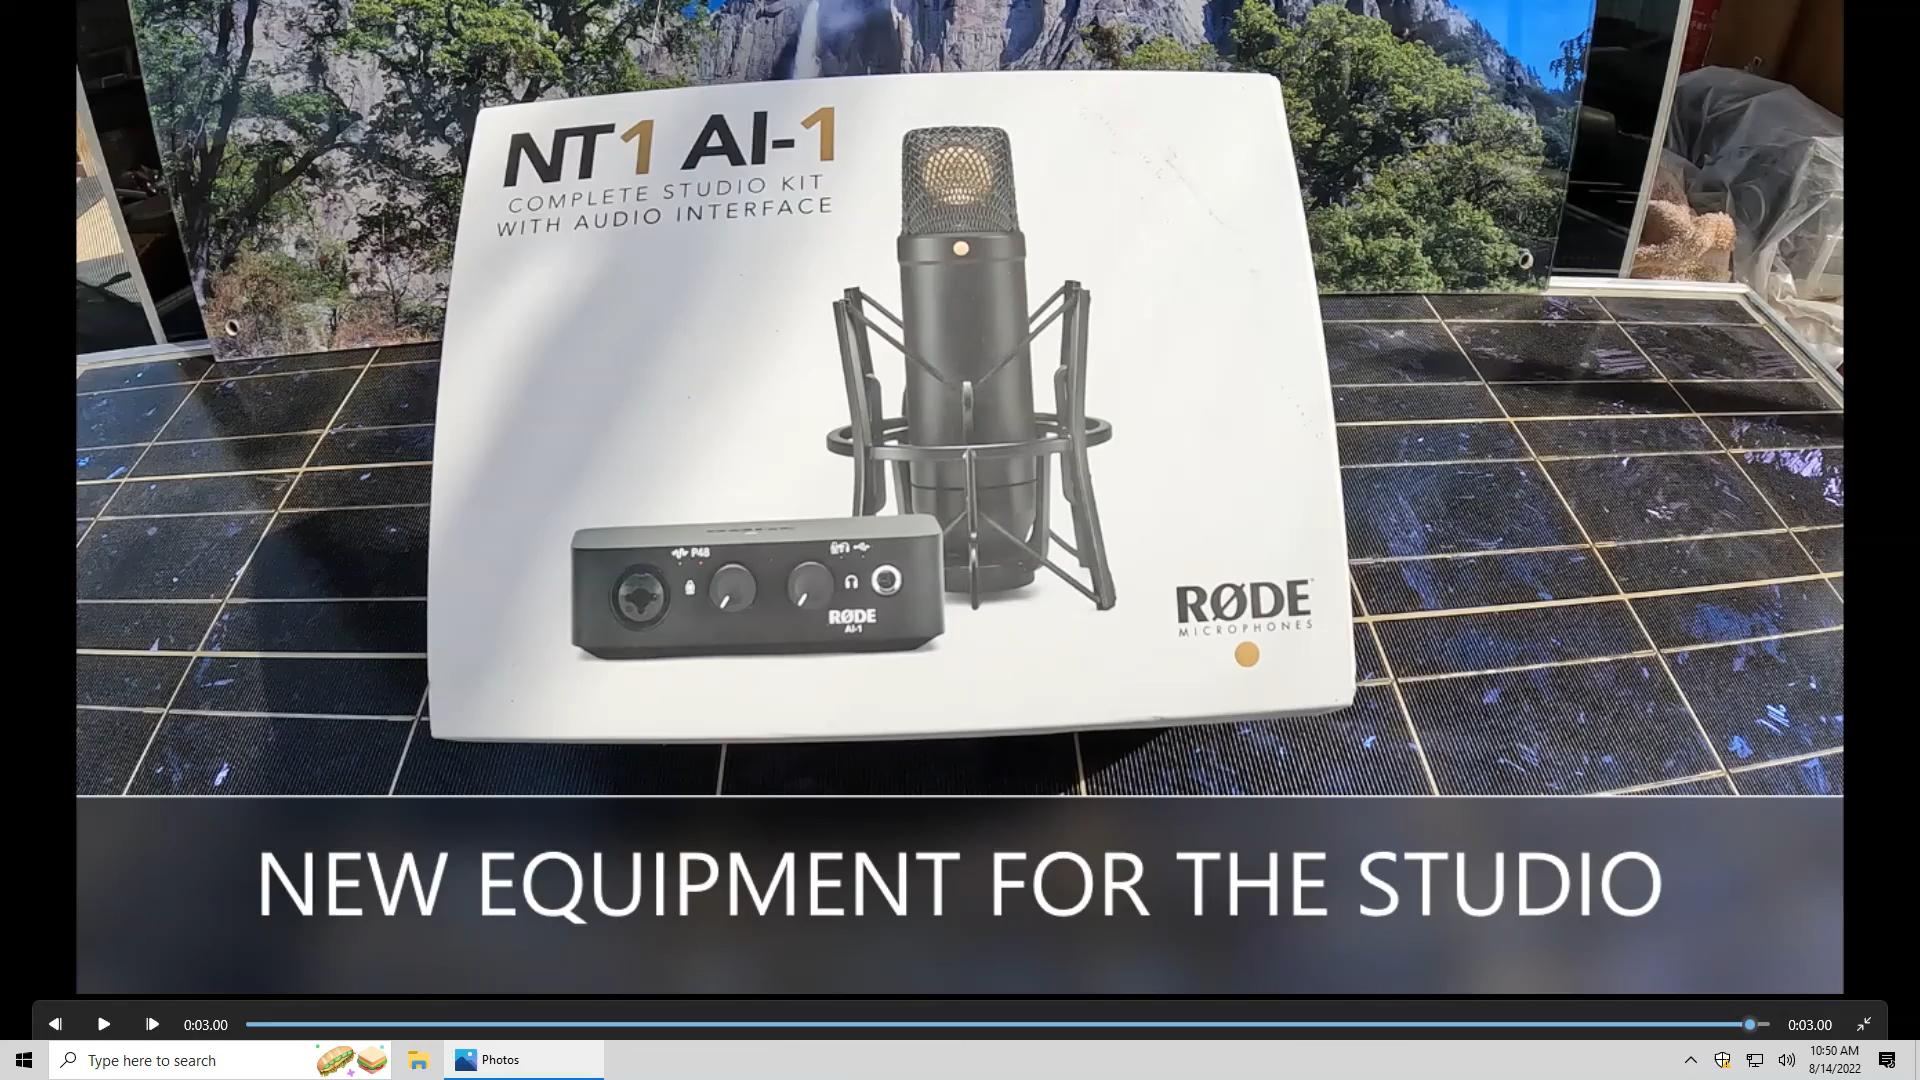 NT1 AI-1
COMPLETE STUDIO KIT
WITH AUDIO INTERFACE
P48
RØDE
AI-1
RØDE
MICROPHONES
NEW EQUIPMENT FOR THE STUDIO
0:03.00
0:03.00
Type here to search
Photos
10:50 AM
8/14/2022